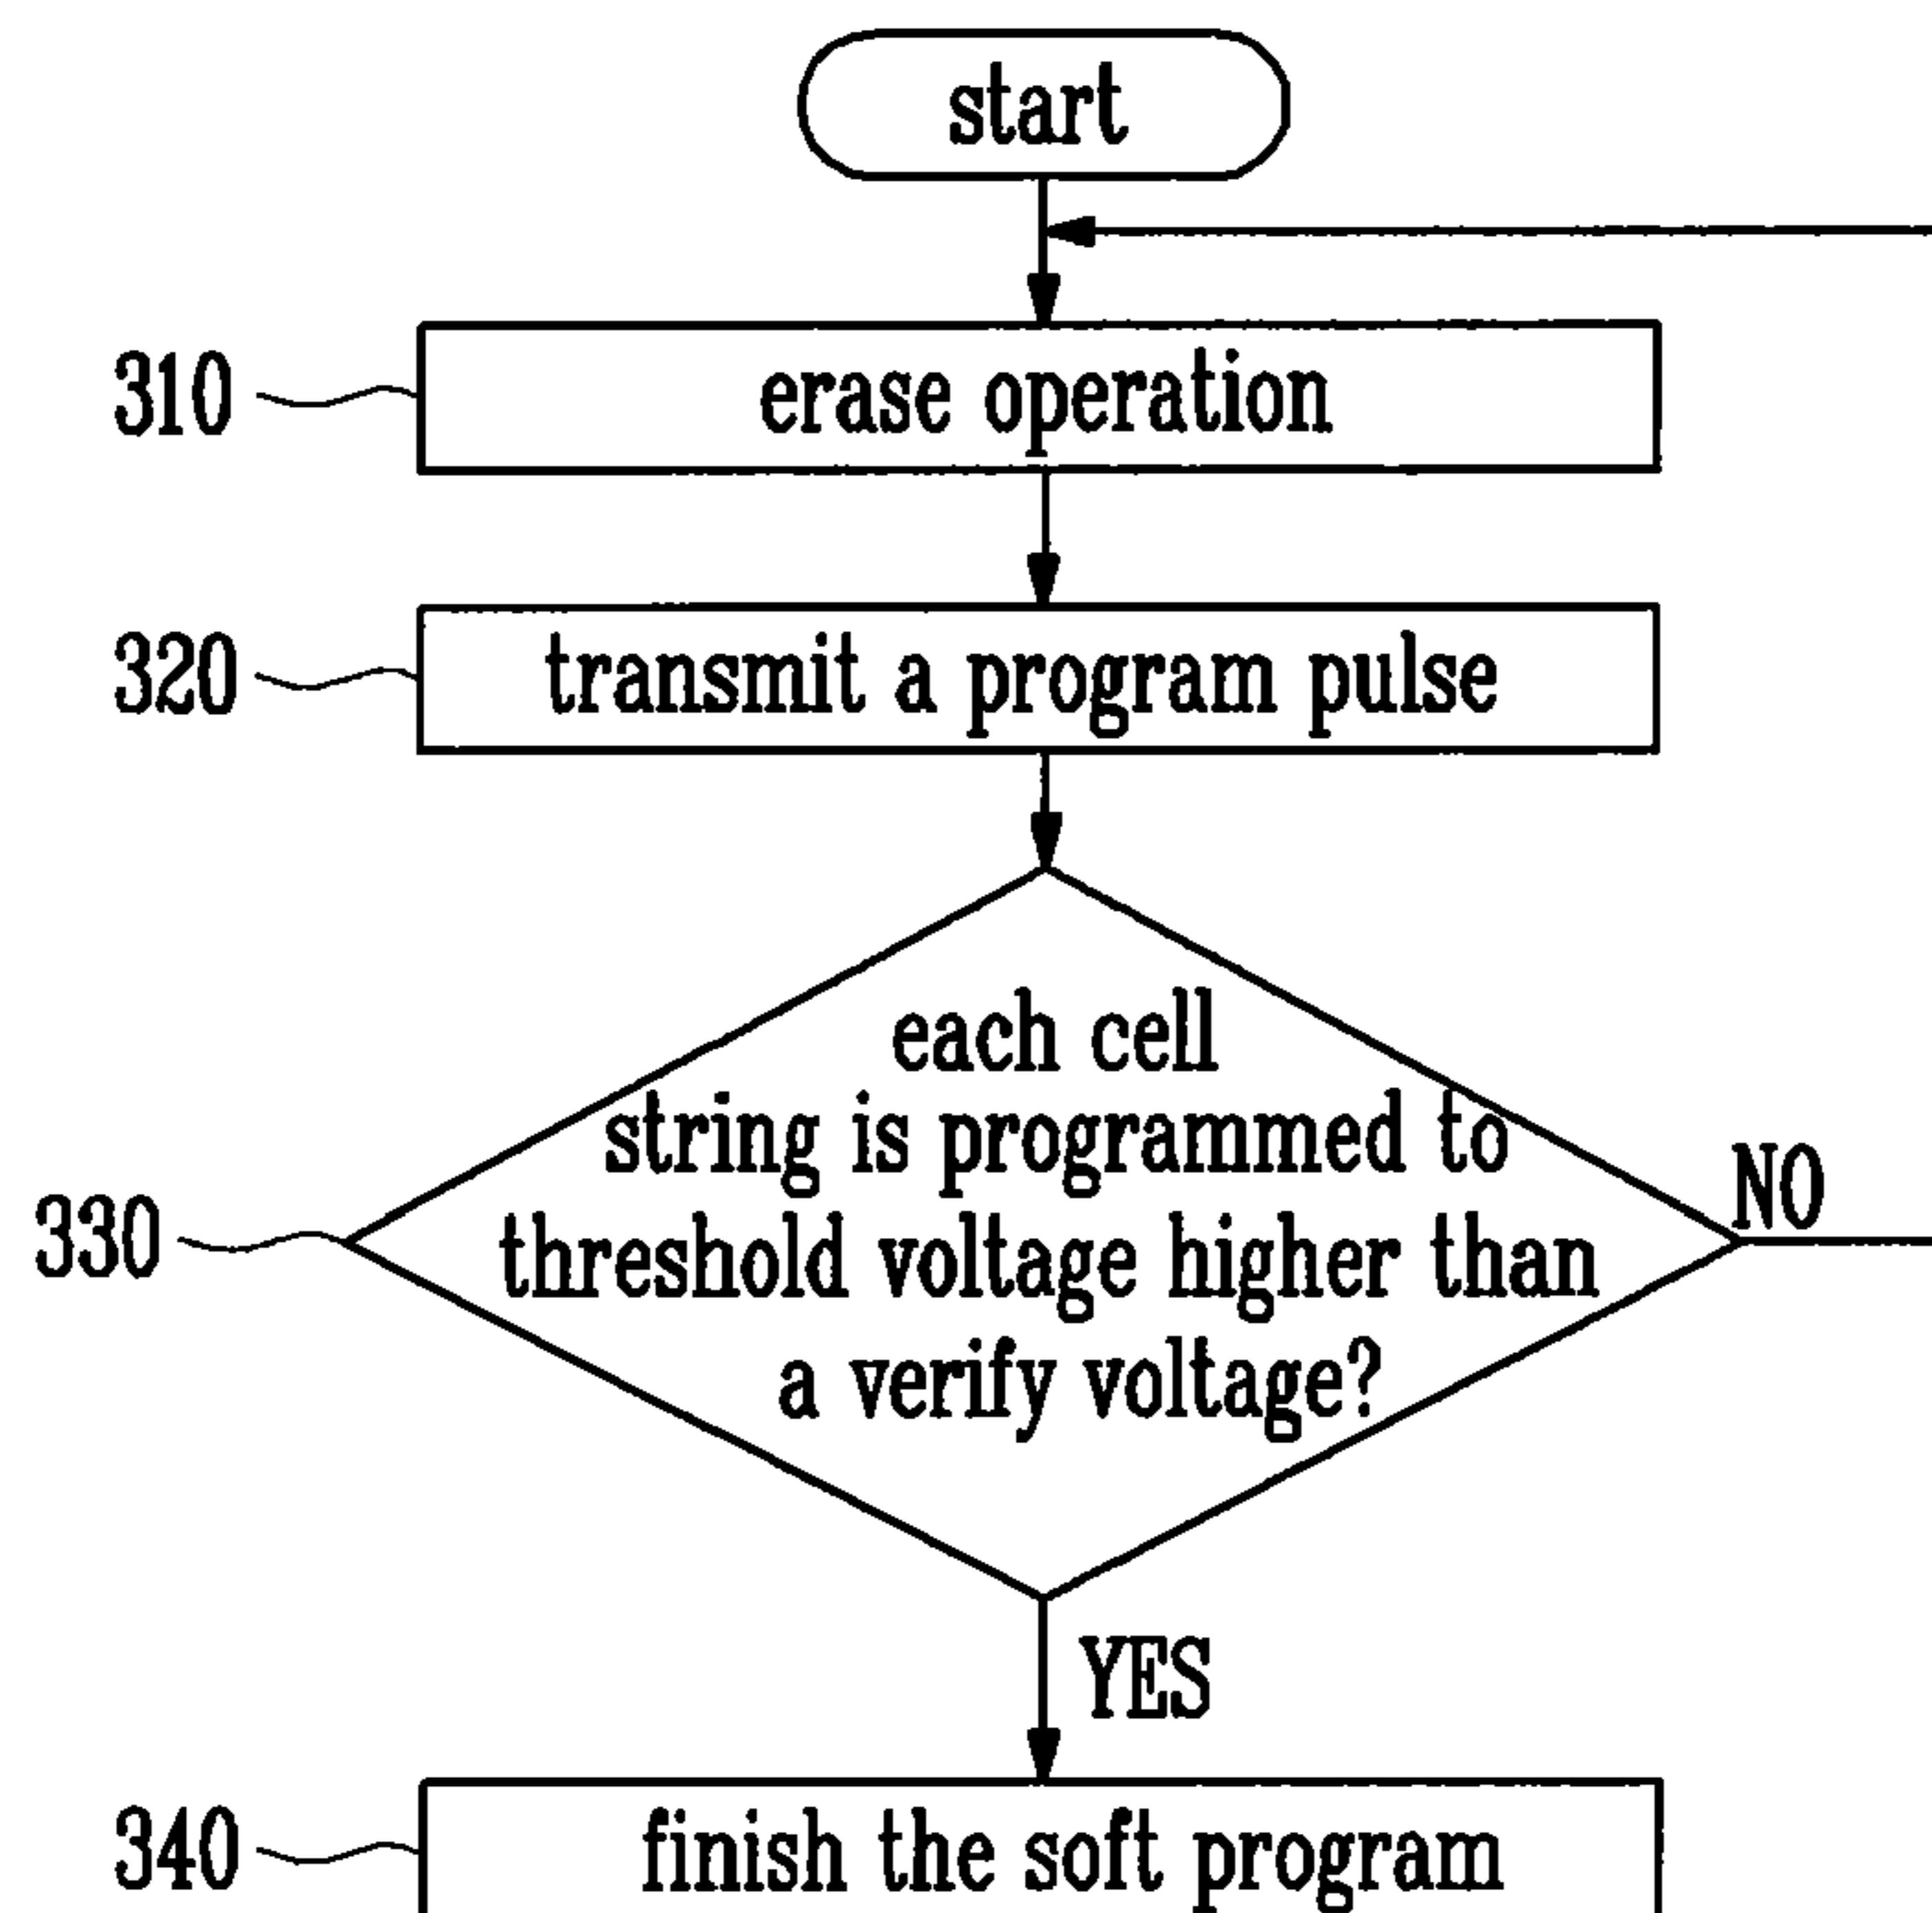 start
310
erase operation
320
transmit a program pulse
each cell
string is programmed to
330
threshold voltage higher than
a verify voltage?
NO
YES
340
finish the soft program